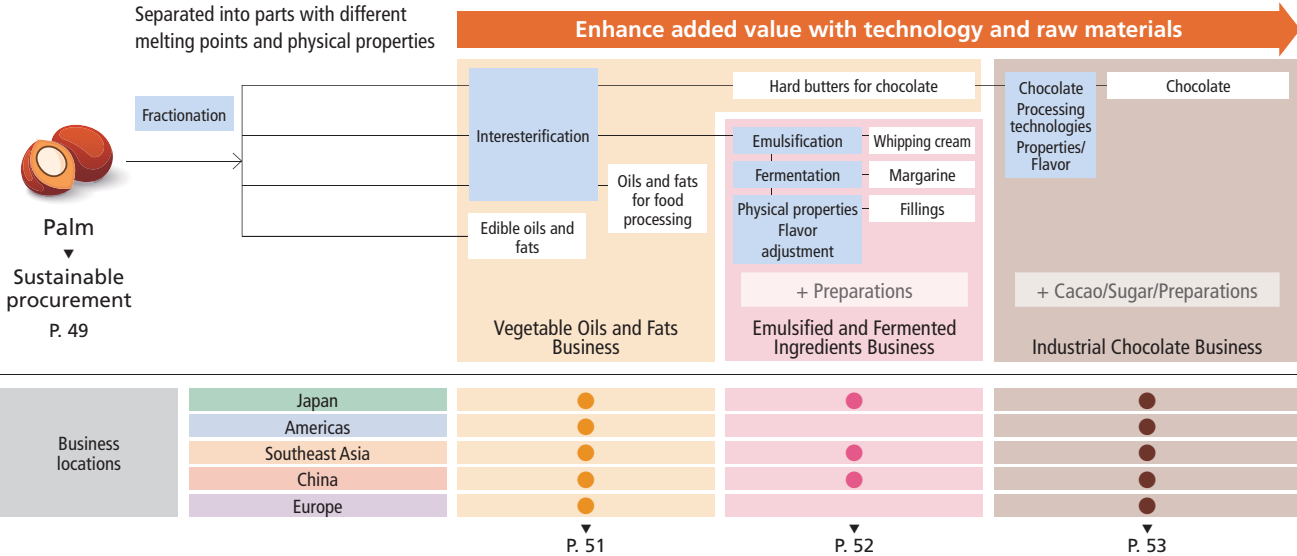 Separated into parts with different
melting points and physical properties
Enhance added value with technology and raw materials
Fractionation
Interesterification
Hard butters for chocolate
Chocolate
Processing
technologies
Properties/
Flavor
Chocolate
Emulsification
Whipping cream
Fermentation
Margarine
Oils and fats
for food
processing
Physical properties
Flavor
adjustment
Fillings
Edible oils and
fats
Palm
▼
Sustainable
procurement
P. 49
+ Preparations
+ Cacao/Sugar/Preparations
Vegetable Oils and Fats
Business
Emulsified and Fermented
Ingredients Business
Industrial Chocolate Business
Business
locations
Japan
Americas
Southeast Asia
China
Europe
▼
P. 51
▼
P. 52
▼
P. 53